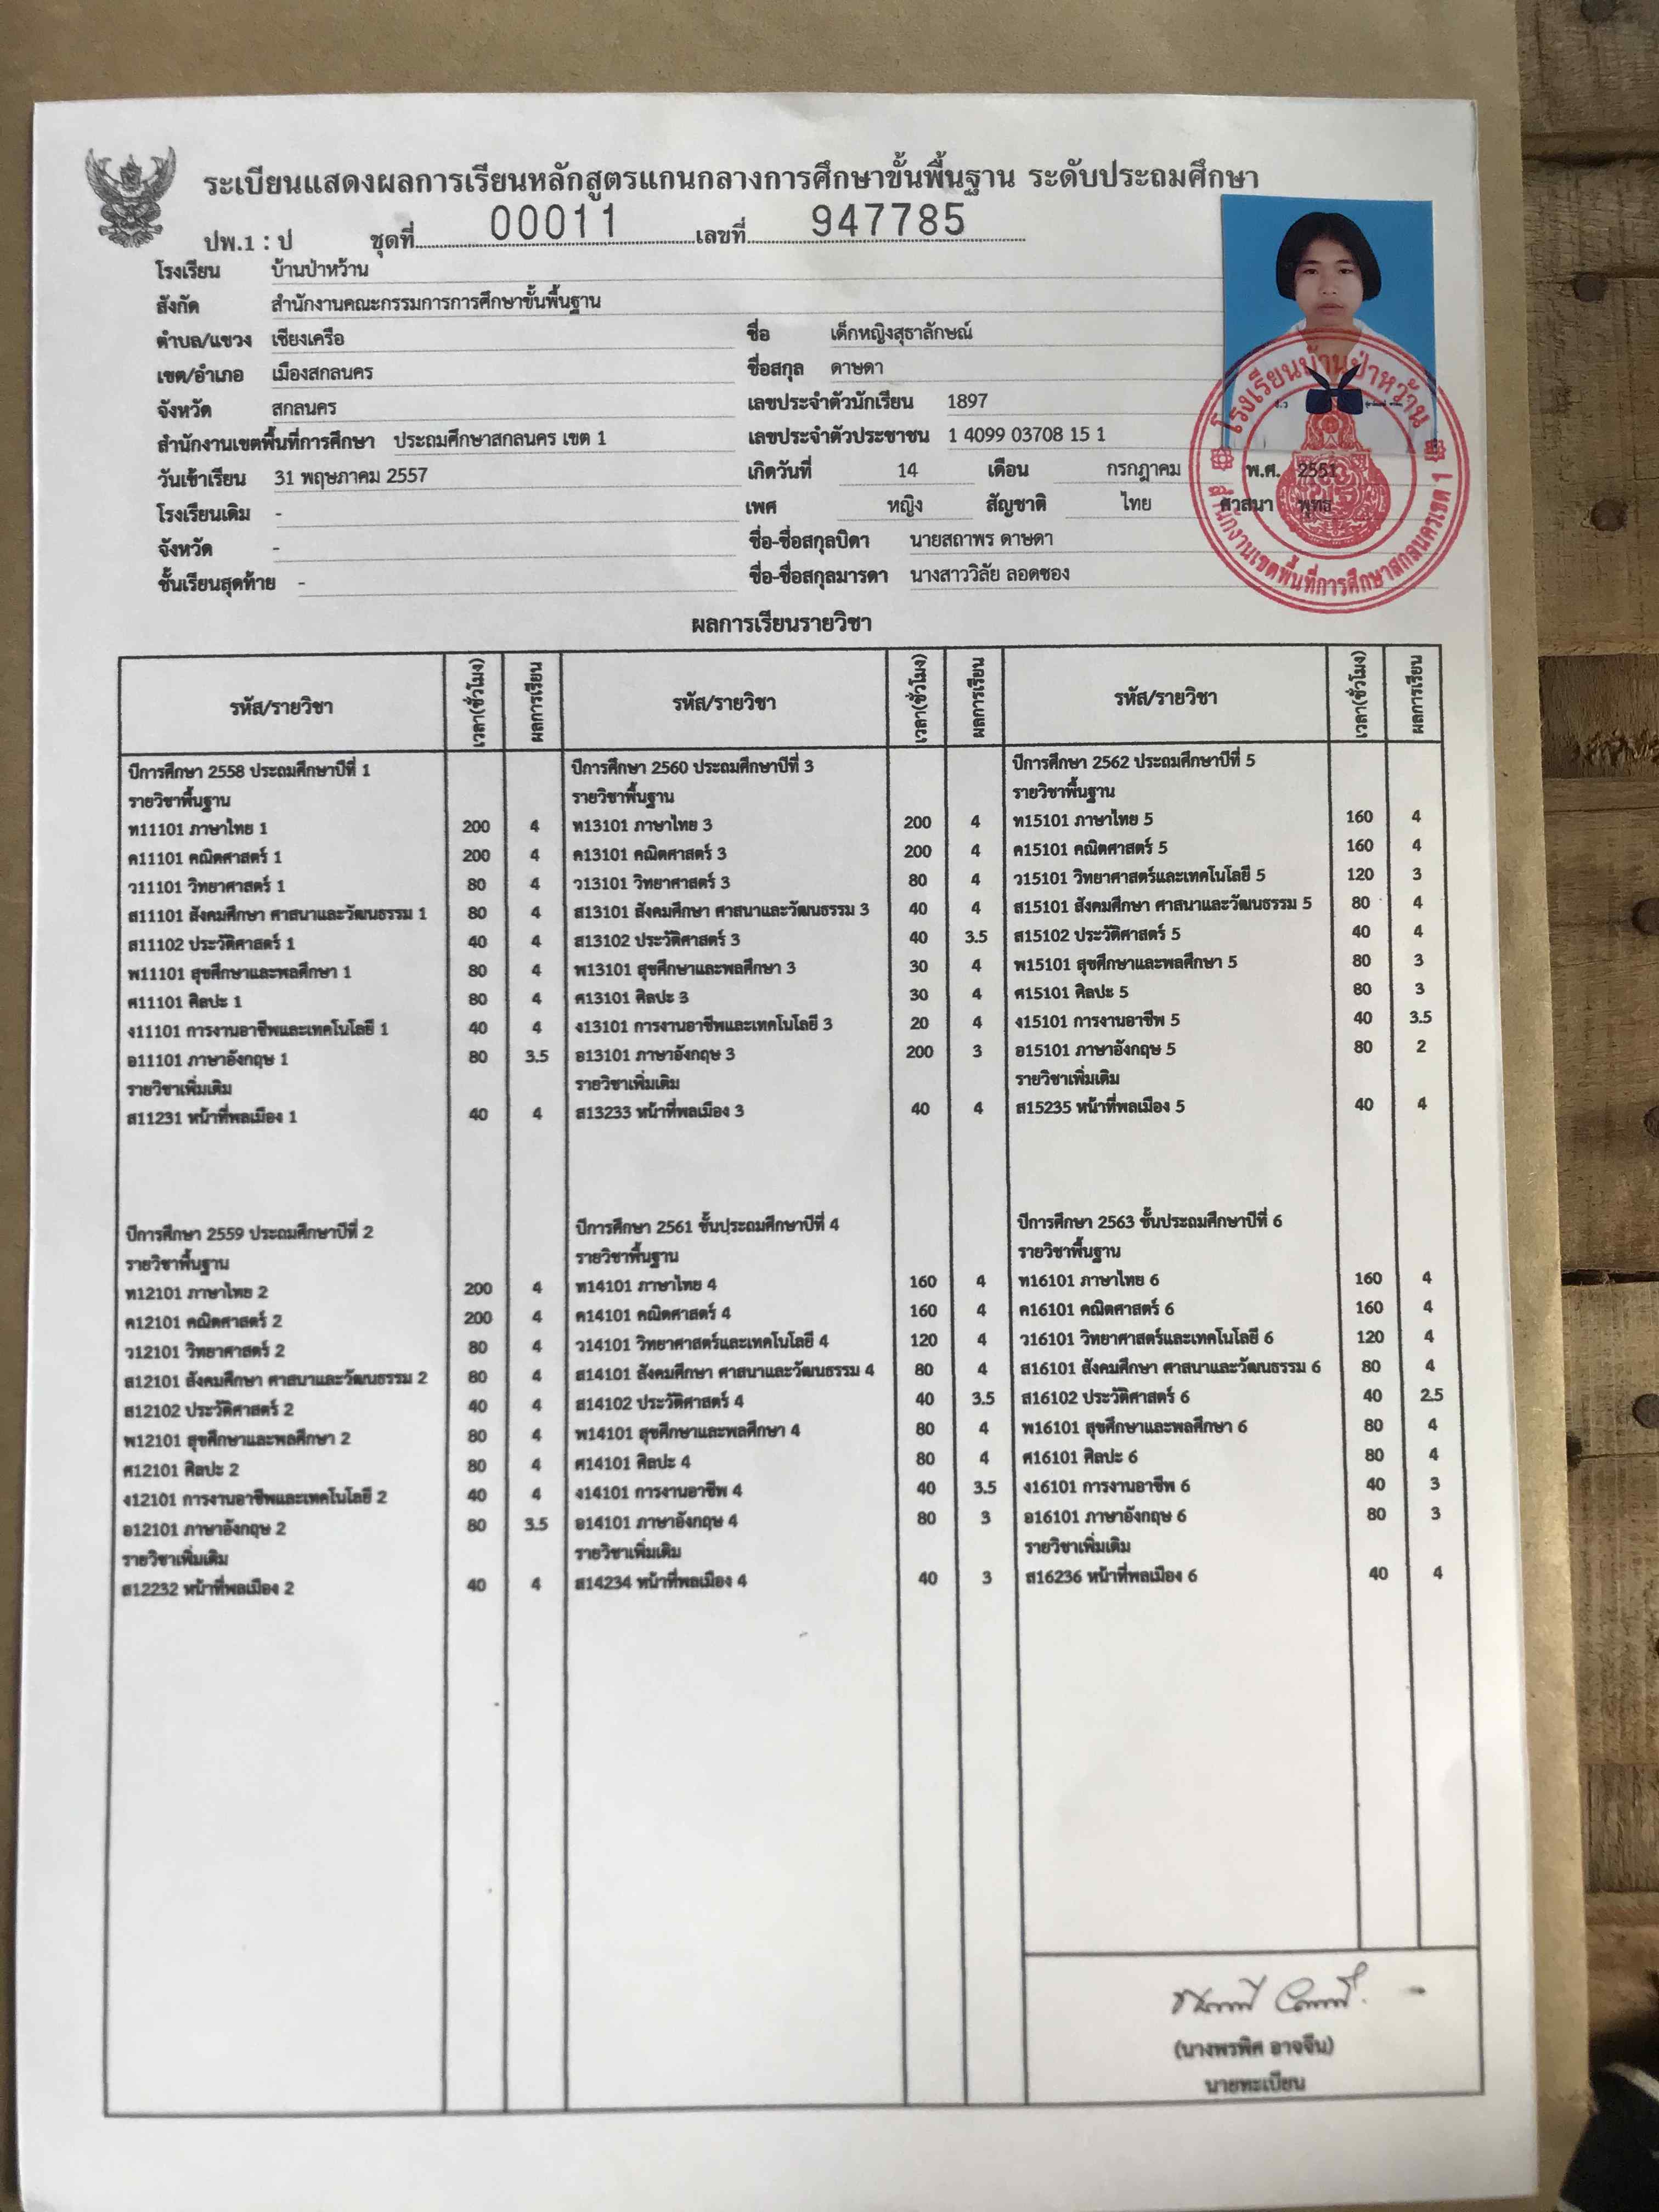 ระเบียนแสดงผลการเรียนหลักสูตรแกนกลางการศึกษาขั้นพื้นฐาน ระดับประถมศึกษา
ปพ.1 : ป ชุดที่ 00011 เลขที่ 947785
โรงเรียน บ้านป่าหว้าน
สังกัด สำนักงานคณะกรรมการการศึกษาขั้นพื้นฐาน
ตำบล/แขวง เชียงเครือ
เขต/อำเภอ เมืองสกลนคร
จังหวัด สกลนคร
สำนักงานเขตพื้นที่การศึกษา ประถมศึกษาสกลนคร เขต 1
วันเข้าเรียน 31 พฤษภาคม 2557
โรงเรียนเดิม -
จังหวัด -
ชั้นเรียนสุดท้าย -
ชื่อ เด็กหญิงสุธาลักษณ์
ชื่อสกุล ดาษดา
เลขประจำตัวนักเรียน 1897
เลขประจำตัวประชาชน 1 4099 03708 15 1
เกิดวันที่ 14 เดือน กรกฎาคม พ.ศ. 2551
เพศ หญิง สัญชาติ ไทย ศาสนา พุทธ
ชื่อ-ชื่อสกุลบิดา นายสถาพร ดาษดา
ชื่อ-ชื่อสกุลมารดา นางสาววิลัย ลอดซอง
โรงเรียนบ้านป่าหว้าน
สำนักงานเขตพื้นที่การศึกษาสกลนครเขต 1
ผลการเรียนรายวิชา
รหัส/รายวิชา เวลา(ชั่วโมง) ผลการเรียน รหัส/รายวิชา เวลา(ชั่วโมง) ผลการเรียน รหัส/รายวิชา เวลา(ชั่วโมง) ผลการเรียน
ปีการศึกษา 2558 ประถมศึกษาปีที่ 1
รายวิชาพื้นฐาน
ท11101 ภาษาไทย 1 200 4
ค11101 คณิตศาสตร์ 1 200 4
ว11101 วิทยาศาสตร์ 1 80 4
ส11101 สังคมศึกษา ศาสนาและวัฒนธรรม 1 80 4
ส11102 ประวัติศาสตร์ 1 40 4
พ11101 สุขศึกษาและพลศึกษา 1 80 4
ศ11101 ศิลปะ 1 80 4
ง11101 การงานอาชีพและเทคโนโลยี 1 40 4
อ11101 ภาษาอังกฤษ 1 80 3.5
รายวิชาเพิ่มเติม
ส11231 หน้าที่พลเมือง 1 40 4
ปีการศึกษา 2559 ประถมศึกษาปีที่ 2
รายวิชาพื้นฐาน
ท12101 ภาษาไทย 2 200 4
ค12101 คณิตศาสตร์ 2 200 4
ว12101 วิทยาศาสตร์ 2 80 4
ส12101 สังคมศึกษา ศาสนาและวัฒนธรรม 2 80 4
ส12102 ประวัติศาสตร์ 2 40 4
พ12101 สุขศึกษาและพลศึกษา 2 80 4
ศ12101 ศิลปะ 2 80 4
ง12101 การงานอาชีพและเทคโนโลยี 2 40 4
อ12101 ภาษาอังกฤษ 2 80 3.5
รายวิชาเพิ่มเติม
ส12232 หน้าที่พลเมือง 2 40 4
ปีการศึกษา 2560 ประถมศึกษาปีที่ 3
รายวิชาพื้นฐาน
ท13101 ภาษาไทย 3 200 4
ค13101 คณิตศาสตร์ 3 200 4
ว13101 วิทยาศาสตร์ 3 80 4
ส13101 สังคมศึกษา ศาสนาและวัฒนธรรม 3 40 4
ส13102 ประวัติศาสตร์ 3 40 3.5
พ13101 สุขศึกษาและพลศึกษา 3 30 4
ศ13101 ศิลปะ 3 30 4
ง13101 การงานอาชีพและเทคโนโลยี 3 20 4
อ13101 ภาษาอังกฤษ 3 200 3
รายวิชาเพิ่มเติม
ส13233 หน้าที่พลเมือง 3 40 4
ปีการศึกษา 2561 ชั้นประถมศึกษาปีที่ 4
รายวิชาพื้นฐาน
ท14101 ภาษาไทย 4 160 4
ค14101 คณิตศาสตร์ 4 160 4
ว14101 วิทยาศาสตร์และเทคโนโลยี 4 120 4
ส14101 สังคมศึกษา ศาสนาและวัฒนธรรม 4 80 4
ส14102 ประวัติศาสตร์ 4 40 3.5
พ14101 สุขศึกษาและพลศึกษา 4 80 4
ศ14101 ศิลปะ 4 80 4
ง14101 การงานอาชีพ 4 40 3.5
อ14101 ภาษาอังกฤษ 4 80 3
รายวิชาเพิ่มเติม
ส14234 หน้าที่พลเมือง 4 40 3
ปีการศึกษา 2562 ประถมศึกษาปีที่ 5
รายวิชาพื้นฐาน
ท15101 ภาษาไทย 5 160 4
ค15101 คณิตศาสตร์ 5 160 4
ว15101 วิทยาศาสตร์และเทคโนโลยี 5 120 3
ส15101 สังคมศึกษา ศาสนาและวัฒนธรรม 5 80 4
ส15102 ประวัติศาสตร์ 5 40 4
พ15101 สุขศึกษาและพลศึกษา 5 80 3
ศ15101 ศิลปะ 5 80 3
ง15101 การงานอาชีพ 5 40 3.5
อ15101 ภาษาอังกฤษ 5 80 2
รายวิชาเพิ่มเติม
ส15235 หน้าที่พลเมือง 5 40 4
ปีการศึกษา 2563 ชั้นประถมศึกษาปีที่ 6
รายวิชาพื้นฐาน
ท16101 ภาษาไทย 6 160 4
ค16101 คณิตศาสตร์ 6 160 4
ว16101 วิทยาศาสตร์และเทคโนโลยี 6 120 4
ส16101 สังคมศึกษา ศาสนาและวัฒนธรรม 6 80 4
ส16102 ประวัติศาสตร์ 6 40 2.5
พ16101 สุขศึกษาและพลศึกษา 6 80 4
ศ16101 ศิลปะ 6 80 4
ง16101 การงานอาชีพ 6 40 3
อ16101 ภาษาอังกฤษ 6 80 3
รายวิชาเพิ่มเติม
ส16236 หน้าที่พลเมือง 6 40 4
(นางพรพิศ อาจจีน)
นายทะเบียน